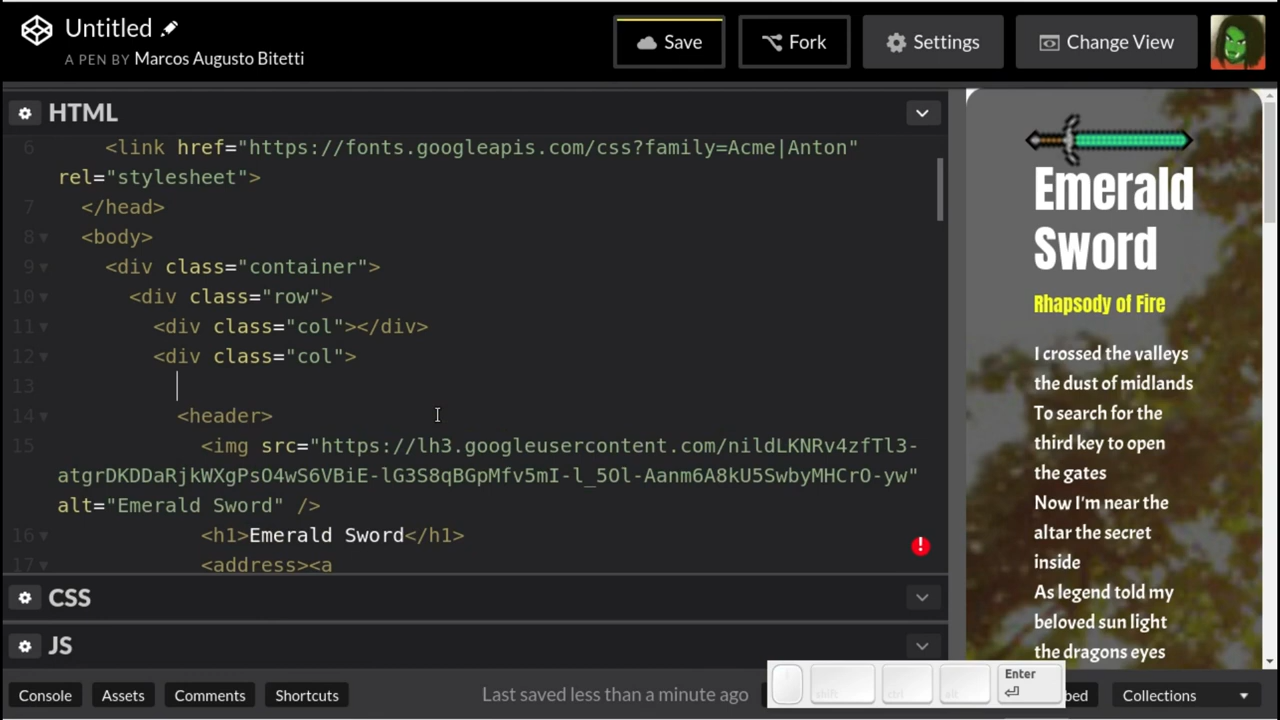 Untitled
A PEN BY Marcos Augusto Bitetti
Save
Fork
Settings
Change View
HTML
6 <link href="https://fonts.googleapis.com/css?family=Acme|Anton"
rel="stylesheet">
7 </head>
8 <body>
9 <div class="container">
10 <div class="row">
11 <div class="col"></div>
12 <div class="col">
13
14 <header>
15 <img src="https://lh3.googleusercontent.com/nildLKNRv4zfTl3-
atgrDKDDaRjkWXgPsO4wS6VBiE-lG3S8qBGpMfv5mI-l_5Ol-Aanm6A8kU5SwbyMHCrO-yw"
alt="Emerald Sword" />
16 <h1>Emerald Sword</h1>
17 <address><a
CSS
JS
Console
Assets
Comments
Shortcuts
Last saved less than a minute ago
shift
ctrl
alt
Enter
bed
Collections
Emerald
Sword
Rhapsody of Fire
I crossed the valleys
the dust of midlands
To search for the
third key to open
the gates
Now I'm near the
altar the secret
inside
As legend told my
beloved sun light
the dragons eyes